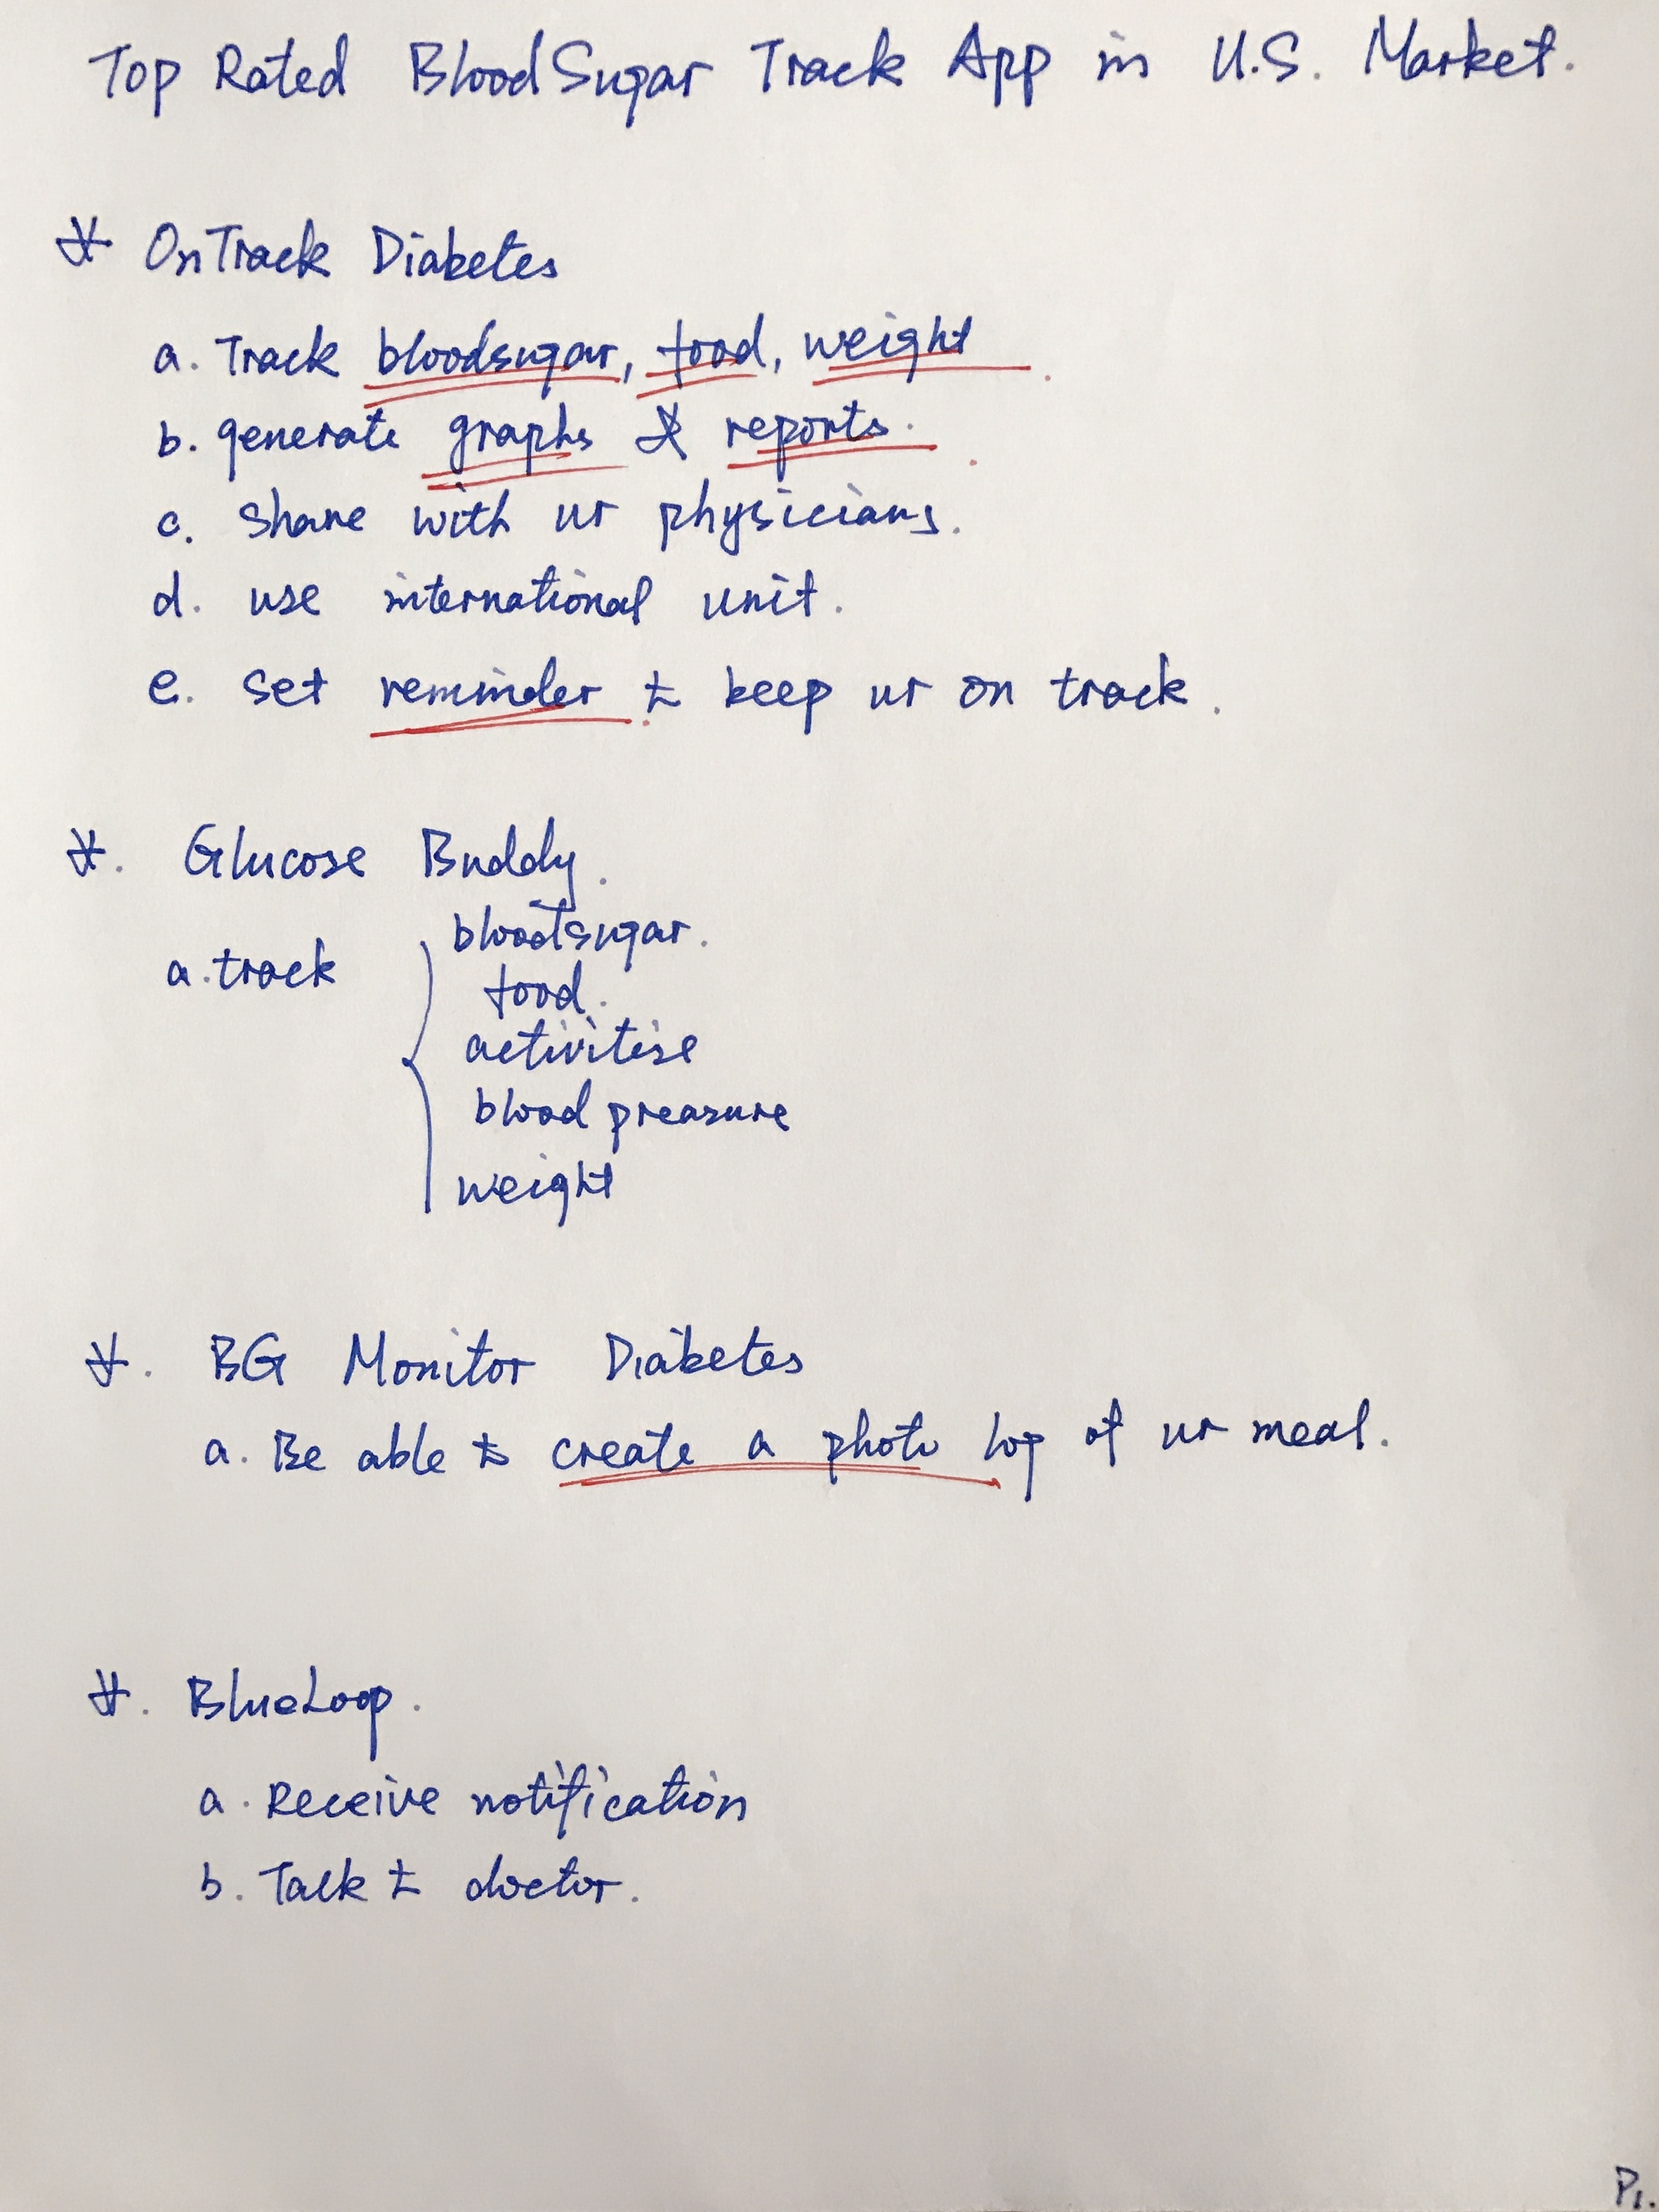 Top Rated BloodSugar Track App in U.S. Market.
* OnTrack Diabetes
a. Track bloodsugar, food, weight
b. generate graphs & reports.
c. Share with ur physicians.
d. use international unit.
e. Set reminder to keep ur on track.
*. Glucose Buddy.
bloodsugar.
a. track
food.
activitise
blood preasure
weight
*. BG Monitor Diabetes
a. Be able to create a photo log of ur meal.
*. BlueLoop.
a. Receive notification
b. Talk to doctor.
P1.